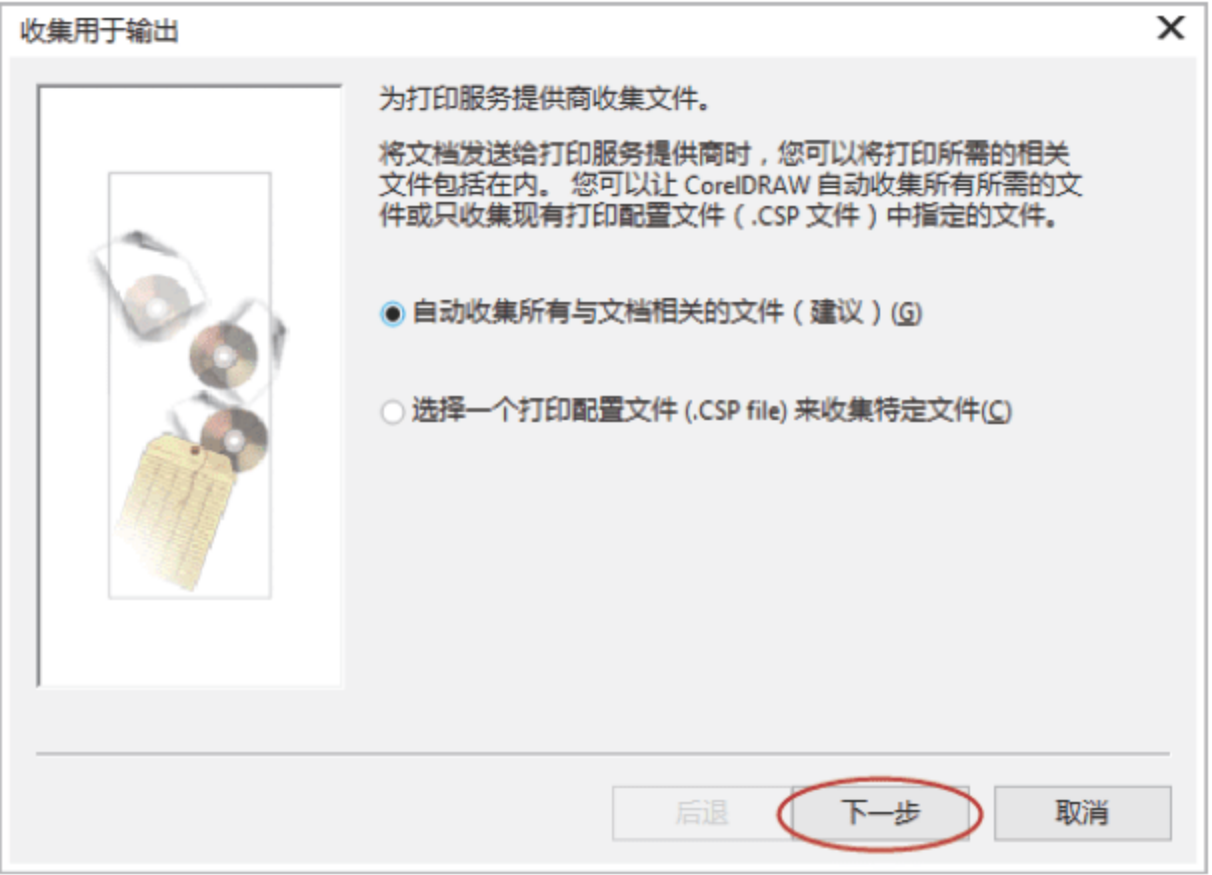 收集用于输出
为打印服务提供商收集文件。
将文档发送给打印服务提供商时，您可以将打印所需的相关
文件包括在内。 您可以让 CorelDRAW 自动收集所有所需的文
件或只收集现有打印配置文件（.CSP 文件）中指定的文件。
自动收集所有与文档相关的文件（建议）(G)
选择一个打印配置文件 (.CSP file) 来收集特定文件(C)
后退 下一步 取消